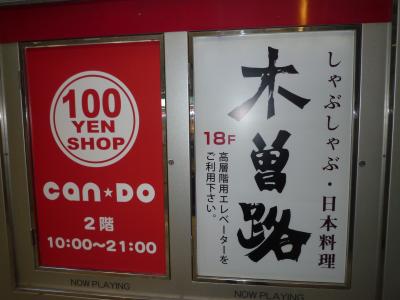 100
YEN
SHOP
CAN★DO
2階
10:00〜21:00
NOW PLAYING
しゃぶしゃぶ・日本料理
木曽路
18F
高層階用エレベーターを
ご利用下さい。
NOW PLAYING